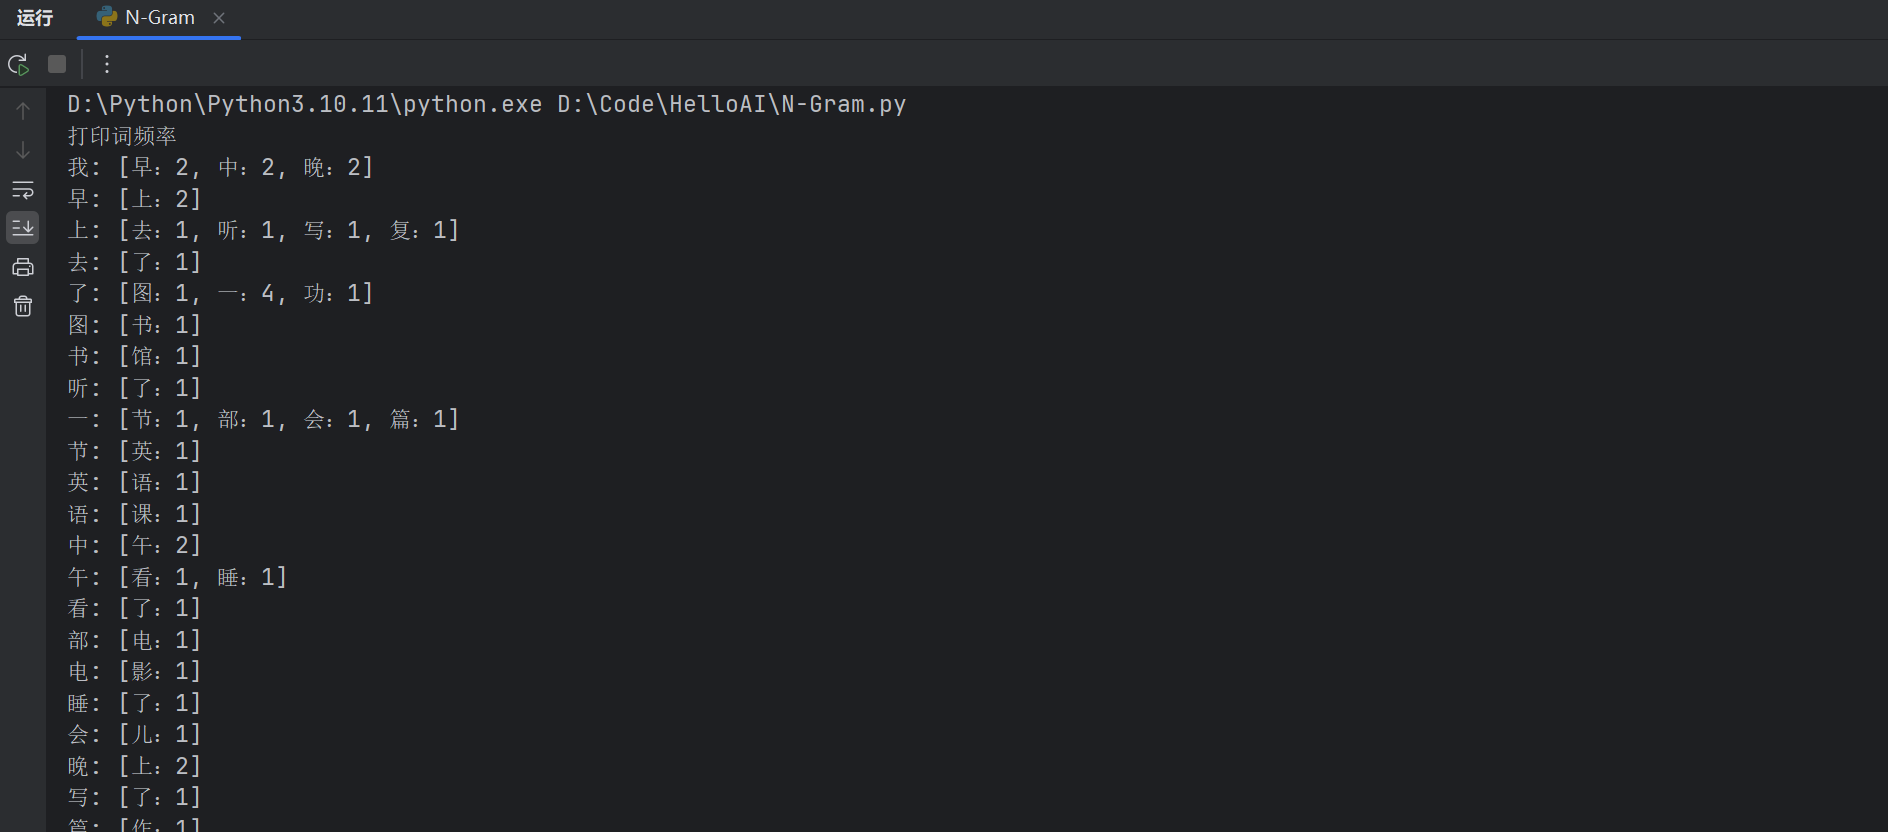 运行 N-Gram
D:\Python\Python3.10.11\python.exe D:\Code\HelloAI\N-Gram.py
打印词频率
我: [早：2, 中：2, 晚：2]
早: [上：2]
上: [去：1, 听：1, 写：1, 复：1]
去: [了：1]
了: [图：1, 一：4, 功：1]
图: [书：1]
书: [馆：1]
听: [了：1]
一: [节：1, 部：1, 会：1, 篇：1]
节: [英：1]
英: [语：1]
语: [课：1]
中: [午：2]
午: [看：1, 睡：1]
看: [了：1]
部: [电：1]
电: [影：1]
睡: [了：1]
会: [儿：1]
晚: [上：2]
写: [了：1]
篇: [作：1]